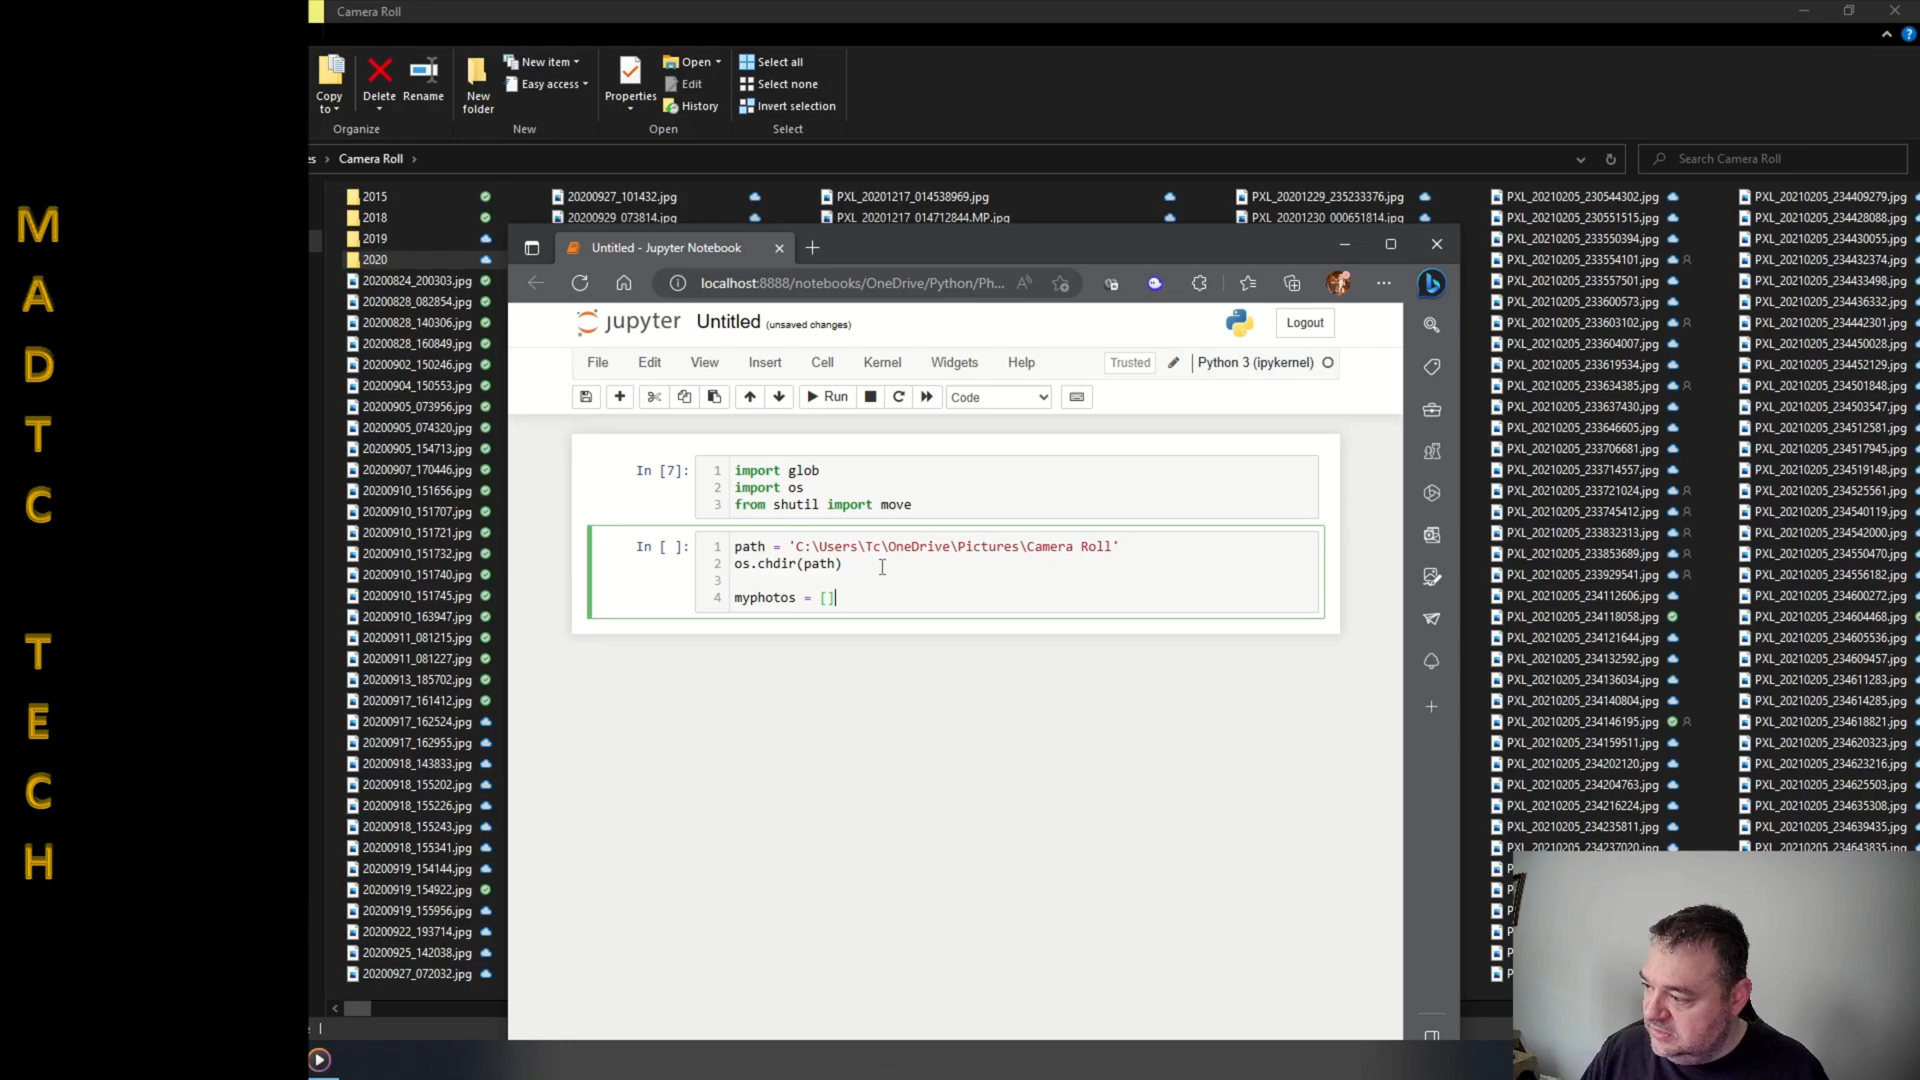 Camera Roll
Copy to
Delete
Rename
New folder
New item
Easy access
Properties
Open
Edit
History
Select all
Select none
Invert selection
Organize
New
Open
Select
es › Camera Roll ›
Search Camera Roll
MADTC TECH
2015
2018
2019
2020
20200824_200303.jpg
20200828_082854.jpg
20200828_140306.jpg
20200828_160849.jpg
20200902_150246.jpg
20200904_150553.jpg
20200905_073956.jpg
20200905_074320.jpg
20200905_154713.jpg
20200907_170446.jpg
20200910_151656.jpg
20200910_151707.jpg
20200910_151721.jpg
20200910_151732.jpg
20200910_151740.jpg
20200910_151745.jpg
20200910_163947.jpg
20200911_081215.jpg
20200911_081227.jpg
20200913_185702.jpg
20200917_161412.jpg
20200917_162524.jpg
20200917_162955.jpg
20200918_143833.jpg
20200918_155202.jpg
20200918_155226.jpg
20200918_155243.jpg
20200918_155341.jpg
20200919_154144.jpg
20200919_154922.jpg
20200919_155956.jpg
20200922_193714.jpg
20200925_142038.jpg
20200927_072032.jpg
20200927_101432.jpg
20200929_073814.jpg
PXL_20201217_014538969.jpg
PXL_20201217_014712844.MP.jpg
PXL_20201229_235233376.jpg
PXL_20201230_000651814.jpg
Untitled - Jupyter Notebook
localhost:8888/notebooks/OneDrive/Python/Ph...
jupyter Untitled (unsaved changes)
Logout
File Edit View Insert Cell Kernel Widgets Help
Trusted
Python 3 (ipykernel)
Run
Code
In [7]:
1 import glob
2 import os
3 from shutil import move
In [ ]:
1 path = 'C:\Users\Tc\OneDrive\Pictures\Camera Roll'
2 os.chdir(path)
3
4 myphotos = []
PXL_20210205_230544302.jpg
PXL_20210205_230551515.jpg
PXL_20210205_233550394.jpg
PXL_20210205_233554101.jpg
PXL_20210205_233557501.jpg
PXL_20210205_233600573.jpg
PXL_20210205_233603102.jpg
PXL_20210205_233604007.jpg
PXL_20210205_233619534.jpg
PXL_20210205_233634385.jpg
PXL_20210205_233637430.jpg
PXL_20210205_233646605.jpg
PXL_20210205_233706681.jpg
PXL_20210205_233714557.jpg
PXL_20210205_233721024.jpg
PXL_20210205_233745412.jpg
PXL_20210205_233832313.jpg
PXL_20210205_233853689.jpg
PXL_20210205_233929541.jpg
PXL_20210205_234112606.jpg
PXL_20210205_234118058.jpg
PXL_20210205_234121644.jpg
PXL_20210205_234132592.jpg
PXL_20210205_234136034.jpg
PXL_20210205_234140804.jpg
PXL_20210205_234146195.jpg
PXL_20210205_234159511.jpg
PXL_20210205_234202120.jpg
PXL_20210205_234204763.jpg
PXL_20210205_234216224.jpg
PXL_20210205_234235811.jpg
PXL_20210205_234237020.jpg
PXL_20210205_234409279.jpg
PXL_20210205_234428088.jpg
PXL_20210205_234430055.jpg
PXL_20210205_234432374.jpg
PXL_20210205_234433498.jpg
PXL_20210205_234436332.jpg
PXL_20210205_234442301.jpg
PXL_20210205_234450028.jpg
PXL_20210205_234452129.jpg
PXL_20210205_234501848.jpg
PXL_20210205_234503547.jpg
PXL_20210205_234512581.jpg
PXL_20210205_234517945.jpg
PXL_20210205_234519148.jpg
PXL_20210205_234525561.jpg
PXL_20210205_234540119.jpg
PXL_20210205_234542000.jpg
PXL_20210205_234550470.jpg
PXL_20210205_234556182.jpg
PXL_20210205_234600272.jpg
PXL_20210205_234604468.jpg
PXL_20210205_234605536.jpg
PXL_20210205_234609457.jpg
PXL_20210205_234611283.jpg
PXL_20210205_234614285.jpg
PXL_20210205_234618821.jpg
PXL_20210205_234620323.jpg
PXL_20210205_234623216.jpg
PXL_20210205_234625503.jpg
PXL_20210205_234635308.jpg
PXL_20210205_234639435.jpg
PXL_20210205_234643835.jpg